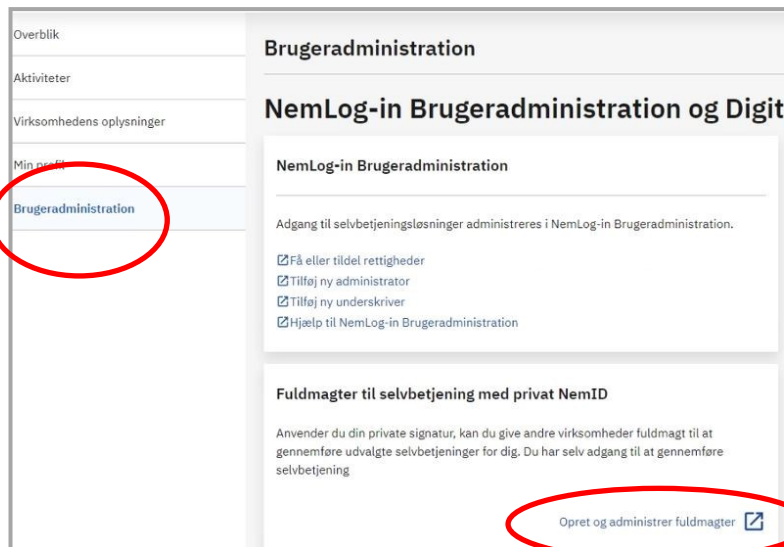 Overblik
Aktiviteter
Virksomhedens oplysninger
Min profil
Brugeradministration
Brugeradministration
NemLog-in Brugeradministration og Digit
NemLog-in Brugeradministration
Adgang til selvbetjeningsløsninger administreres i NemLog-in Brugeradministration.
Få eller tildel rettigheder
Tilføj ny administrator
Tilføj ny underskriver
Hjælp til NemLog-in Brugeradministration
Fuldmagter til selvbetjening med privat NemID
Anvender du din private signatur, kan du give andre virksomheder fuldmagt til at
gennemføre udvalgte selvbetjeninger for dig. Du har selv adgang til at gennemføre
selvbetjening
Opret og administrer fuldmagter